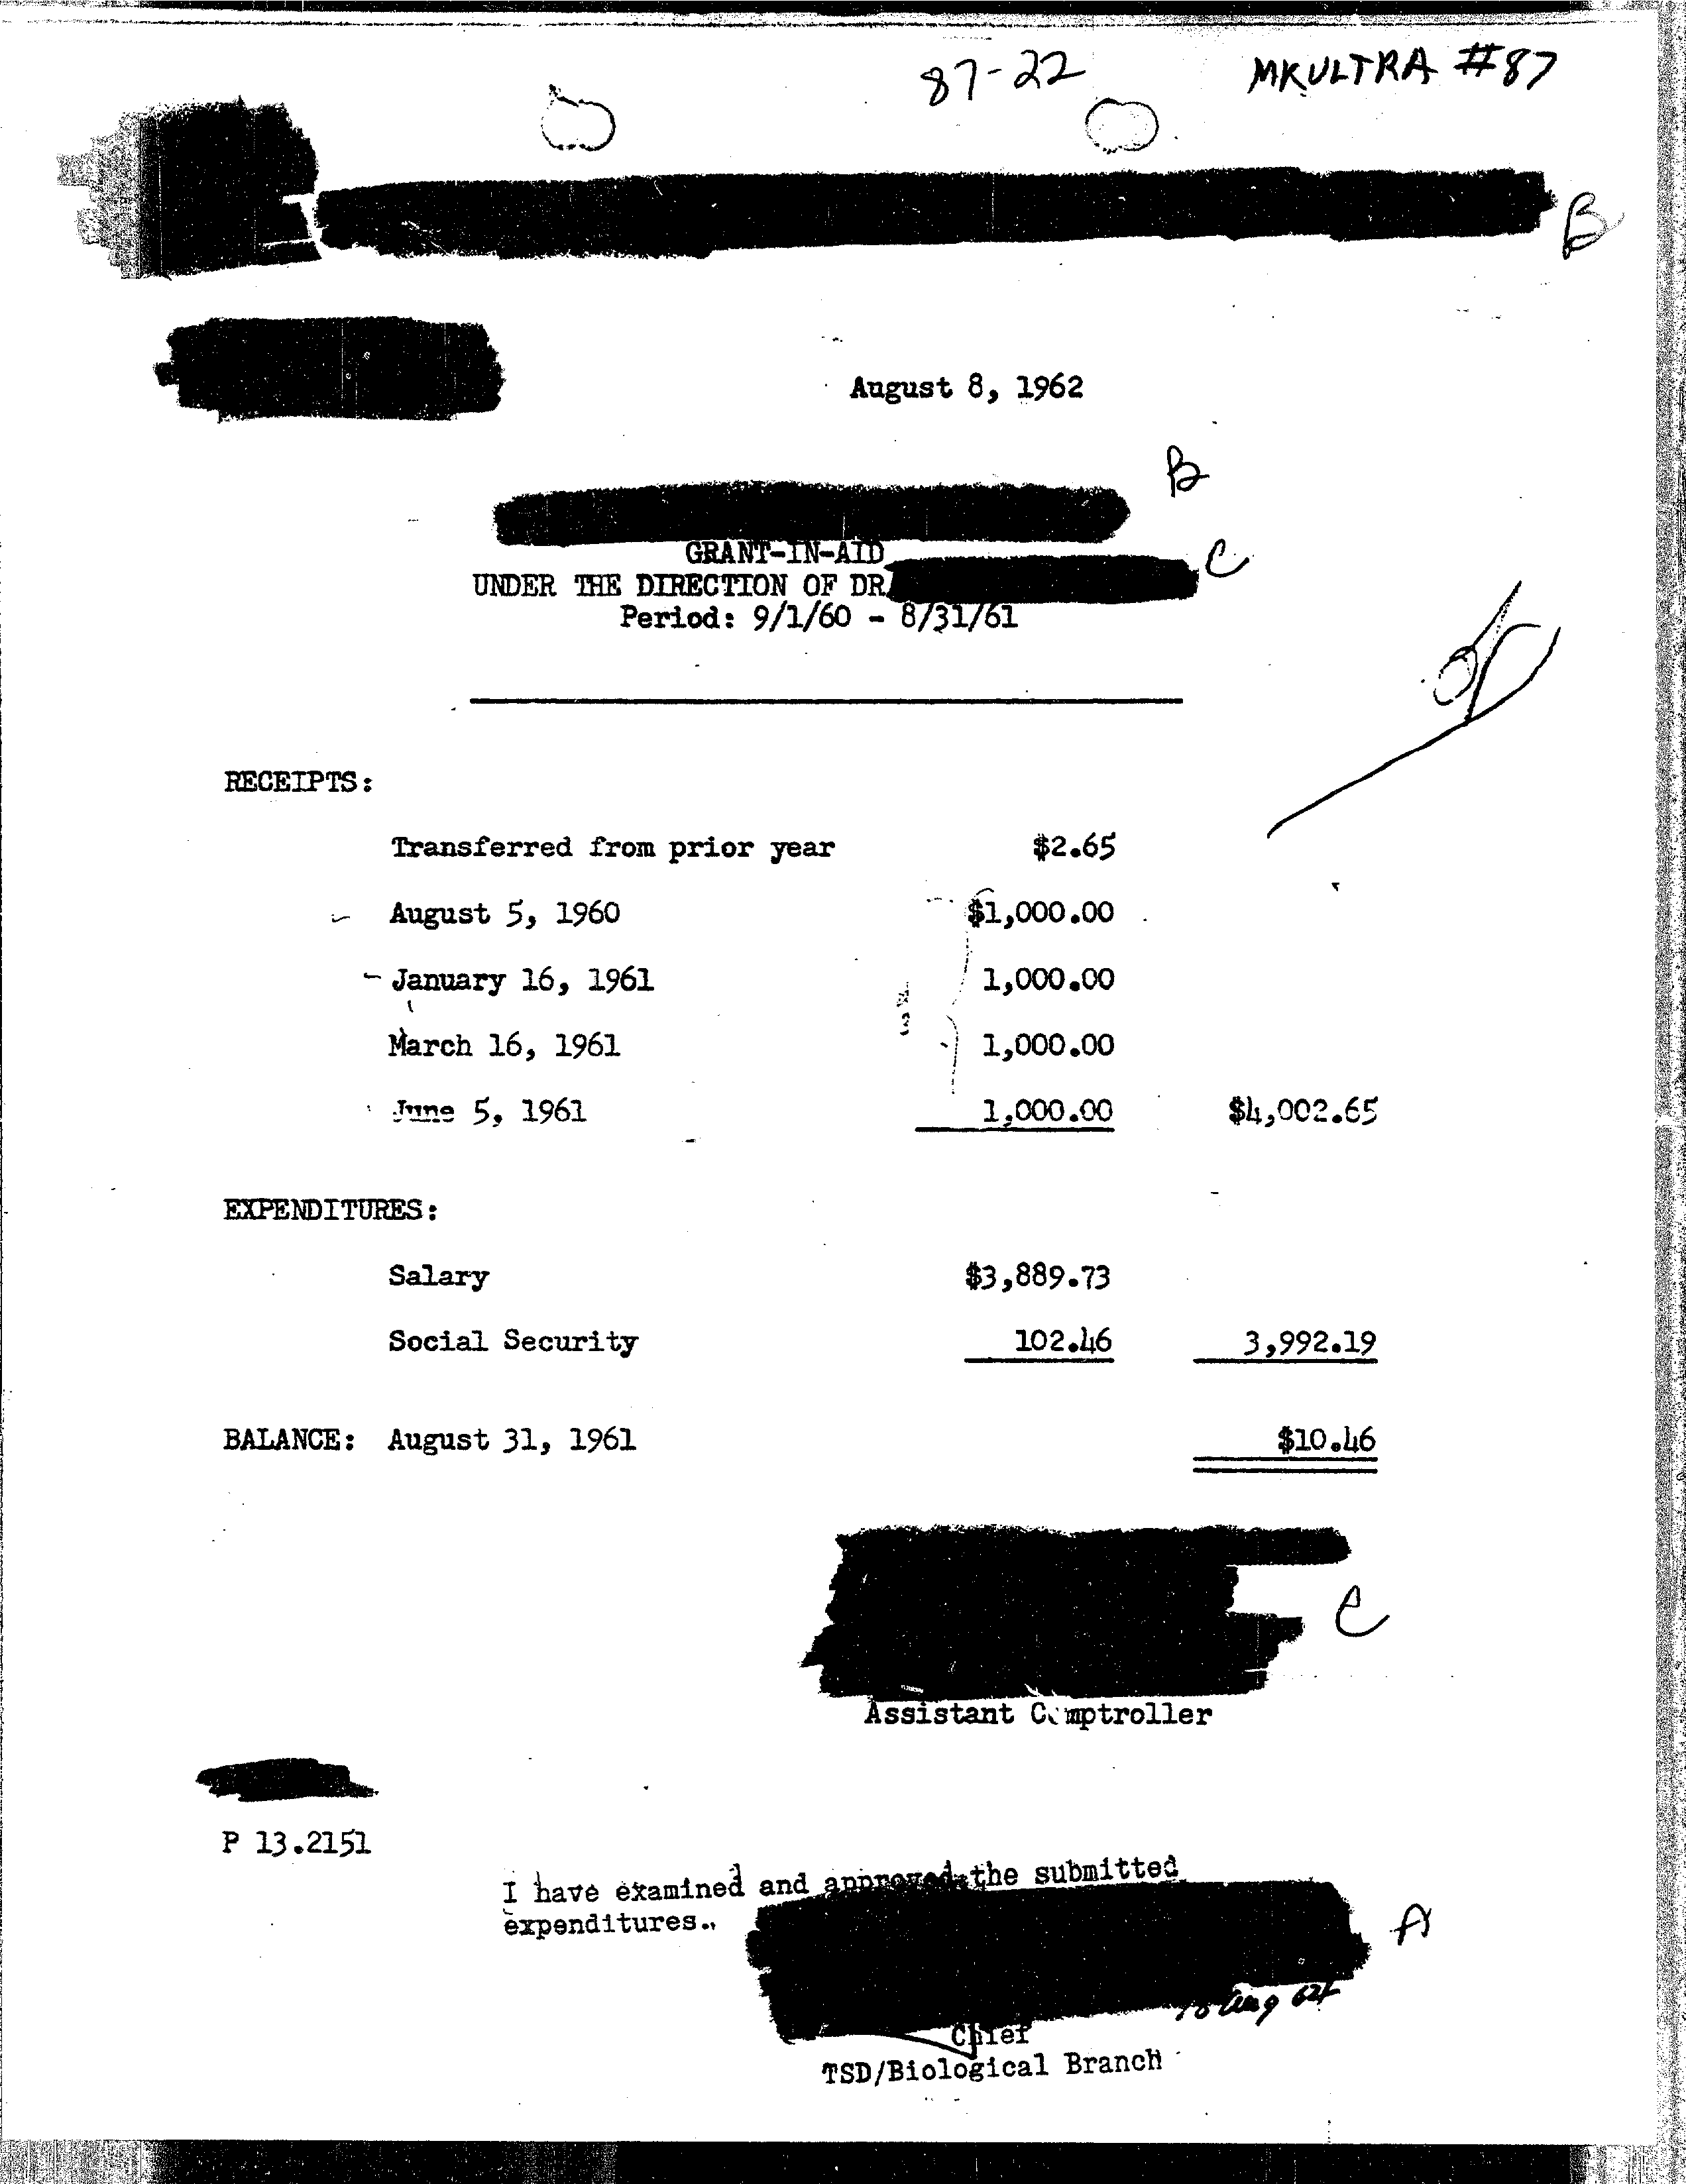 87-22 MKULTRA #87
B
August 8, 1962
B
GRANT-IN-AID
C
UNDER THE DIRECTION OF DR
Period: 9/1/60 - 8/31/61
RECEIPTS:
Transferred from prior year $2.65
August 5, 1960 $1,000.00
January 16, 1961 1,000.00
March 16, 1961 1,000.00
June 5, 1961 1,000.00 $4,002.65
EXPENDITURES:
Salary $3,889.73
Social Security 102.46 3,992.19
BALANCE: August 31, 1961 $10.46
C
Assistant Comptroller
P 13.2151
I have examined and approved the submitted
expenditures.
A
Aug 62
Chief
TSD/Biological Branch